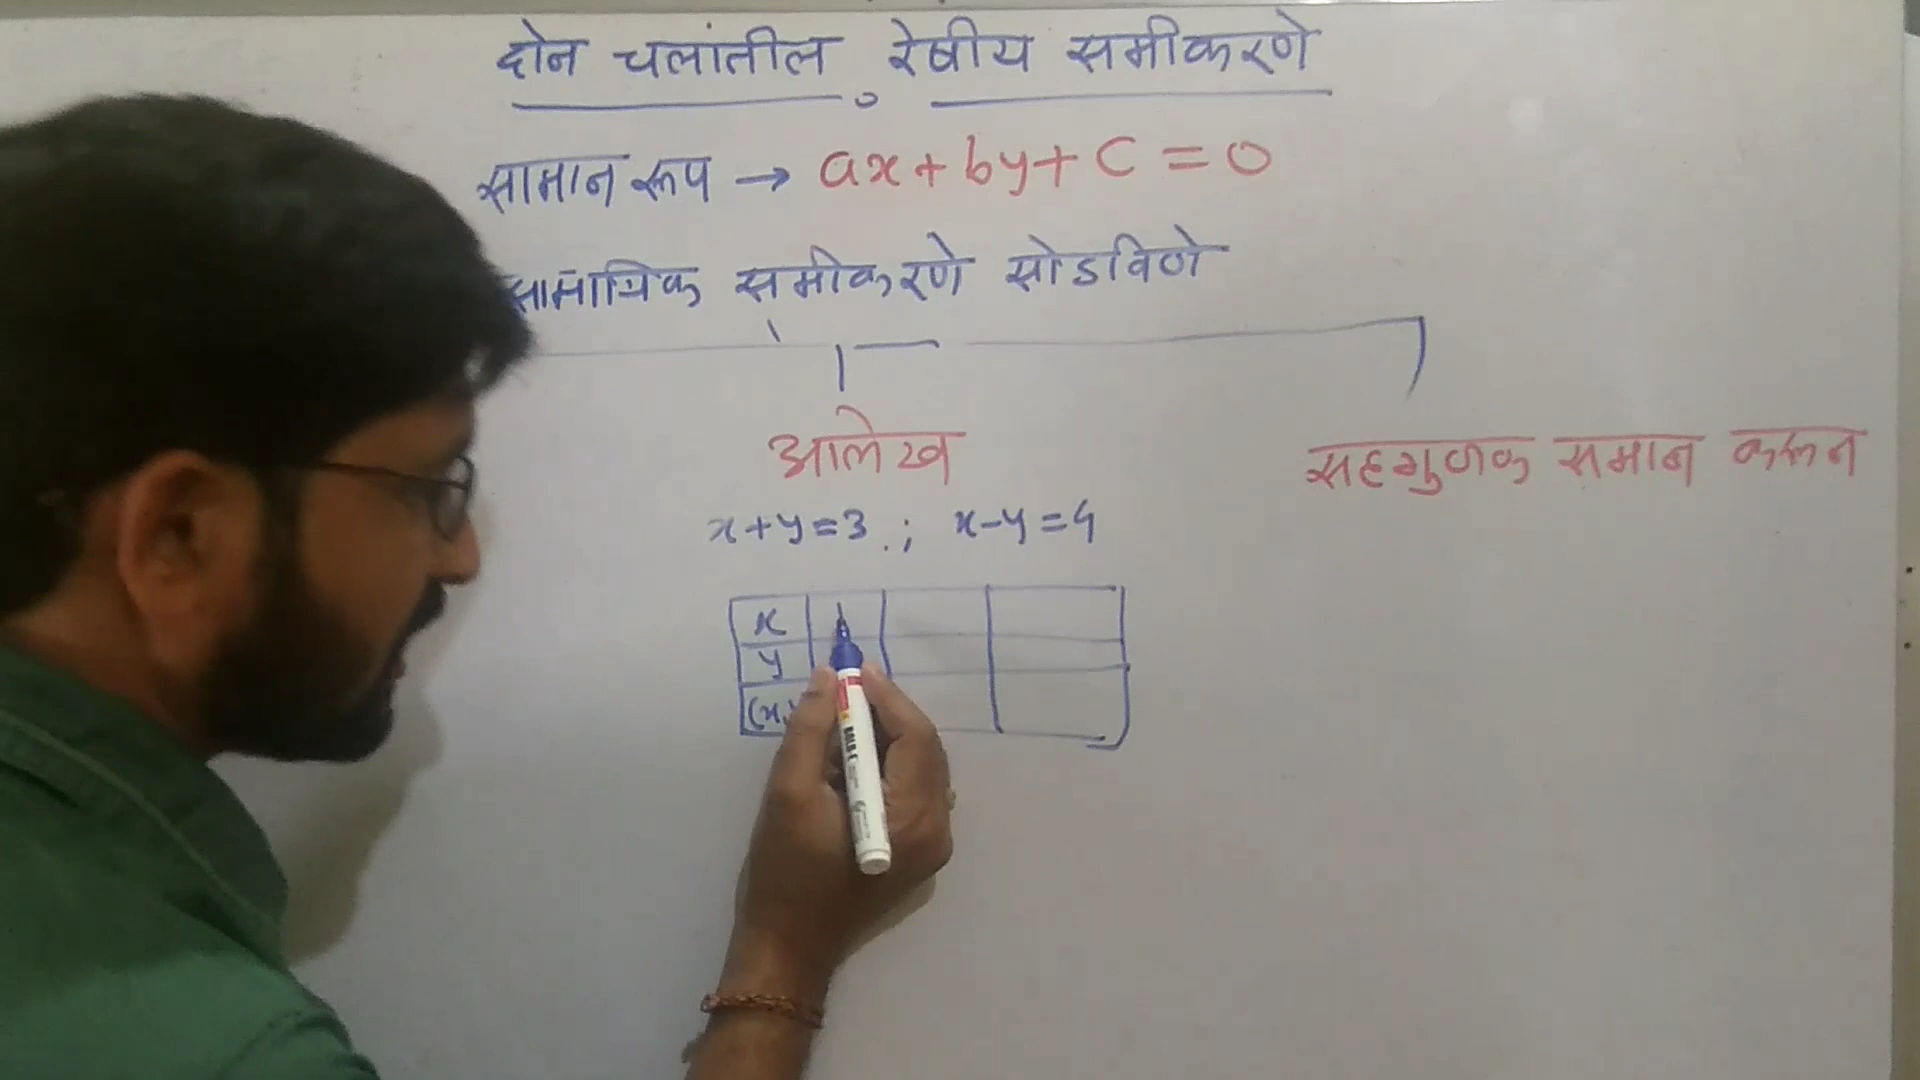 दोन चलांतील रेषीय समीकरणे
सामान रूप → ax + by + c = 0
सामायिक समीकरणे सोडविणे
आलेख
सहगुणक समान करून
x+y=3 ; x-y=4
x
y
(x,